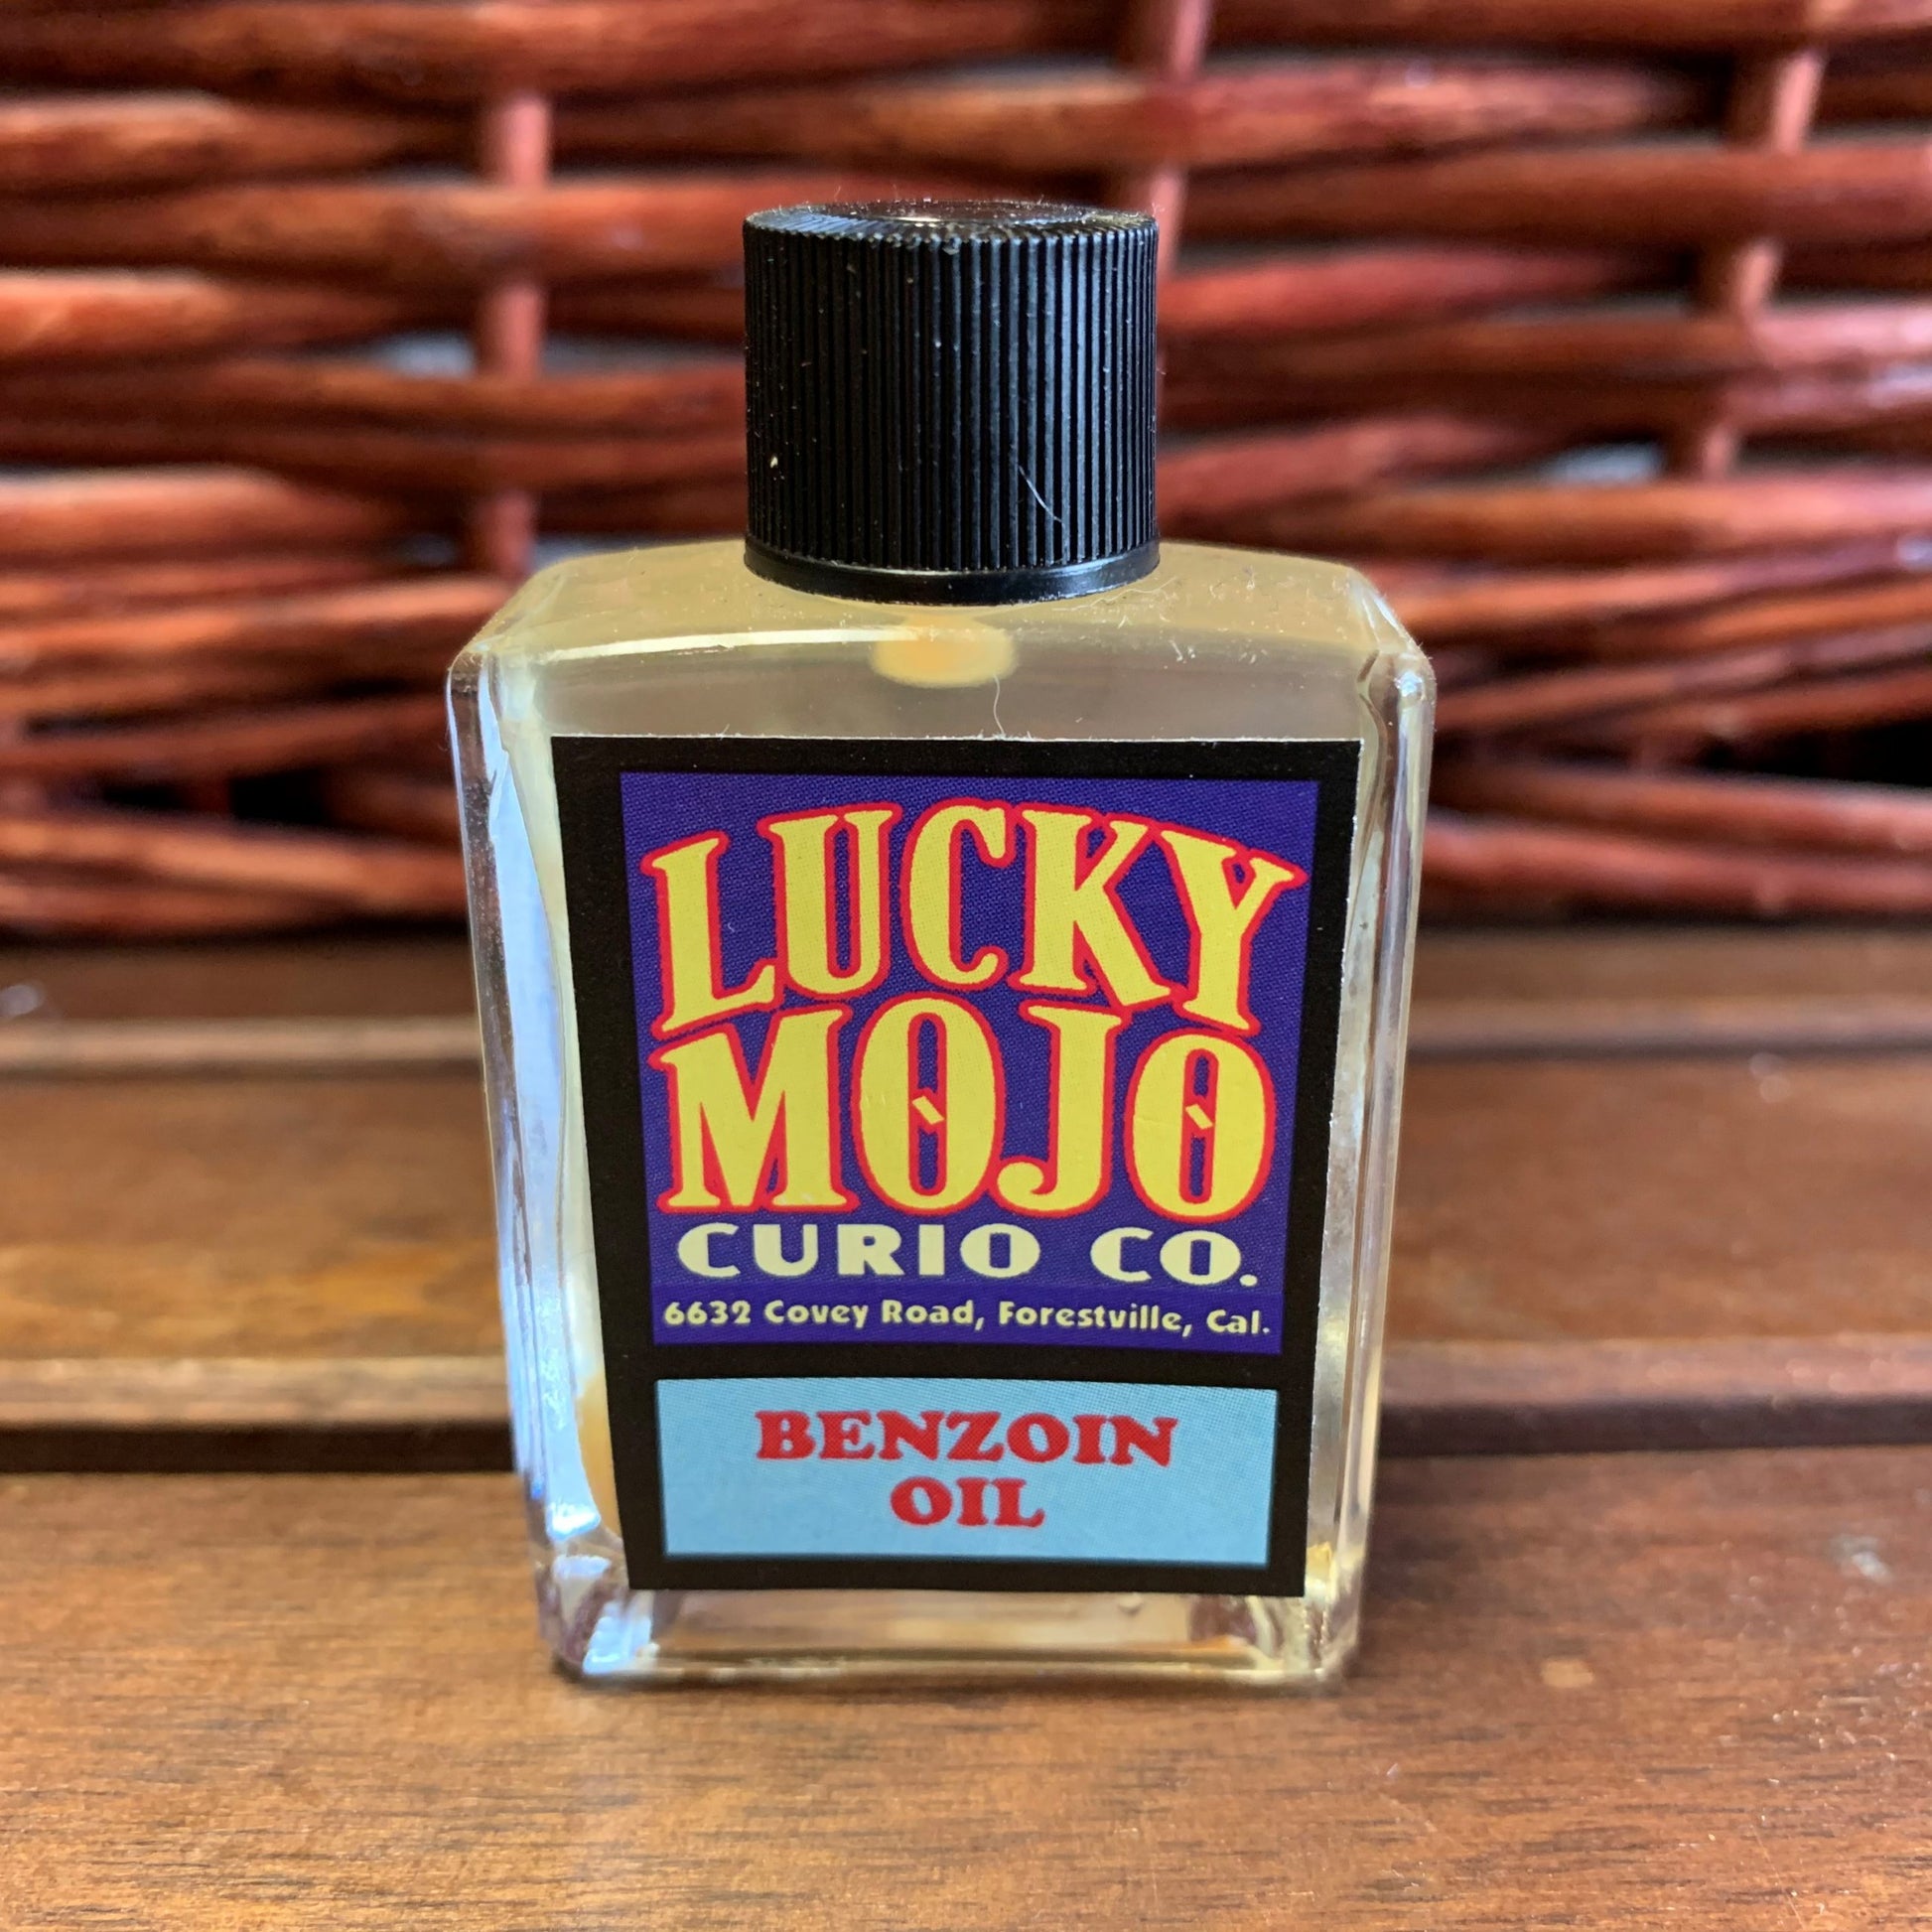 LUCKY
MOJO
CURIO CO.
6632 Covey Road, Forestville, Cal.
BENZOIN
OIL